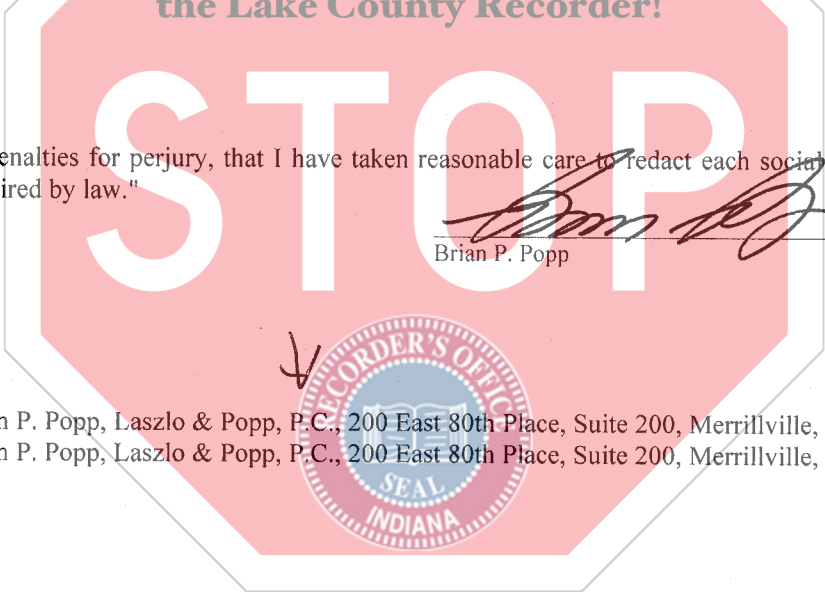 the Lake County Recorder!
STOP
enalties for perjury, that I have taken reasonable care to redact each social
ired by law."
Brian P. Popp
RECORDER'S OFFIC
n P. Popp, Laszlo & Popp, P.C., 200 East 80th Place, Suite 200, Merrillville,
n P. Popp, Laszlo & Popp, P.C., 200 East 80th Place, Suite 200, Merrillville,
SEAL
INDIANA